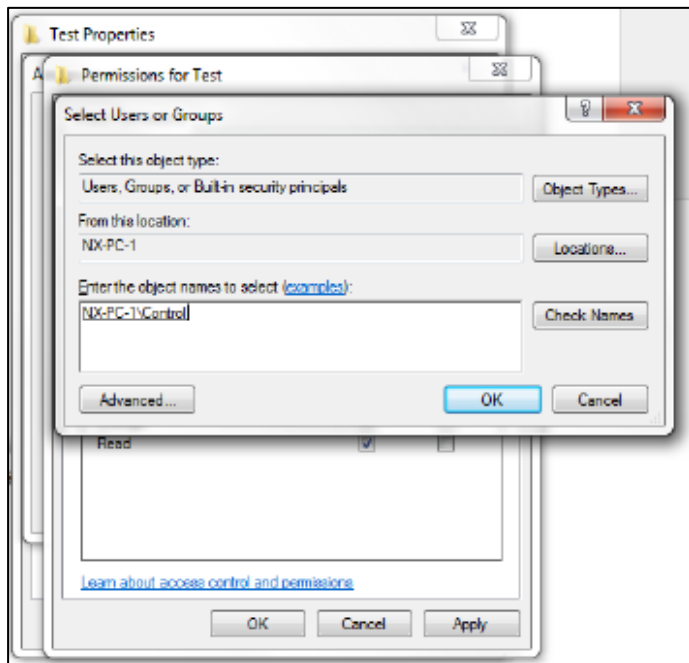 Test Properties
Permissions for Test
Select Users or Groups
Select this object type:
Users, Groups, or Built-in security principals
Object Types...
From this location:
NX-PC-1
Locations...
Enter the object names to select (examples):
NX-PC-1\Control
Check Names
Advanced...
OK
Cancel
Read
Learn about access control and permissions
OK
Cancel
Apply